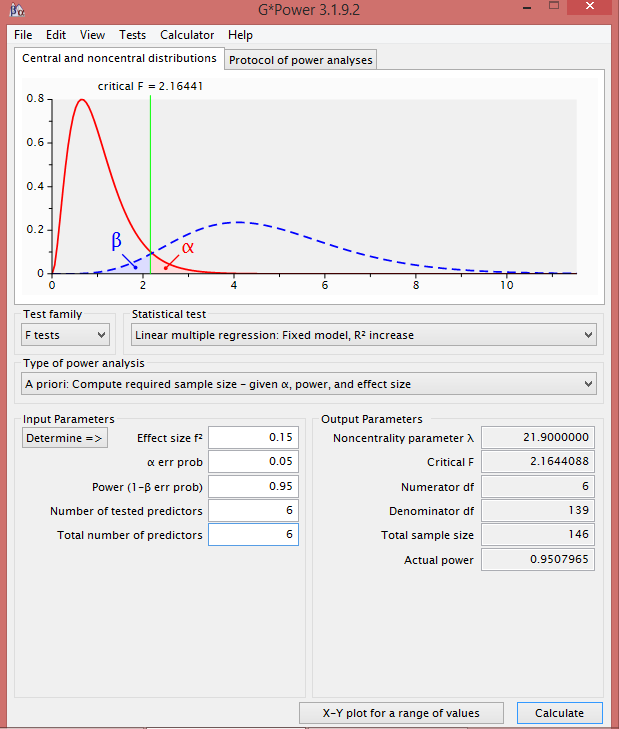 βα G*Power 3.1.9.2
File Edit View Tests Calculator Help
Central and noncentral distributions Protocol of power analyses
critical F = 2.16441
0.8
0.6
0.4
0.2
0
β α
0 2 4 6 8 10
Test family Statistical test
F tests Linear multiple regression: Fixed model, R² increase
Type of power analysis
A priori: Compute required sample size – given α, power, and effect size
Input Parameters Output Parameters
Determine => Effect size f² 0.15 Noncentrality parameter λ 21.9000000
α err prob 0.05 Critical F 2.1644088
Power (1-β err prob) 0.95 Numerator df 6
Number of tested predictors 6 Denominator df 139
Total number of predictors 6 Total sample size 146
Actual power 0.9507965
X-Y plot for a range of values Calculate